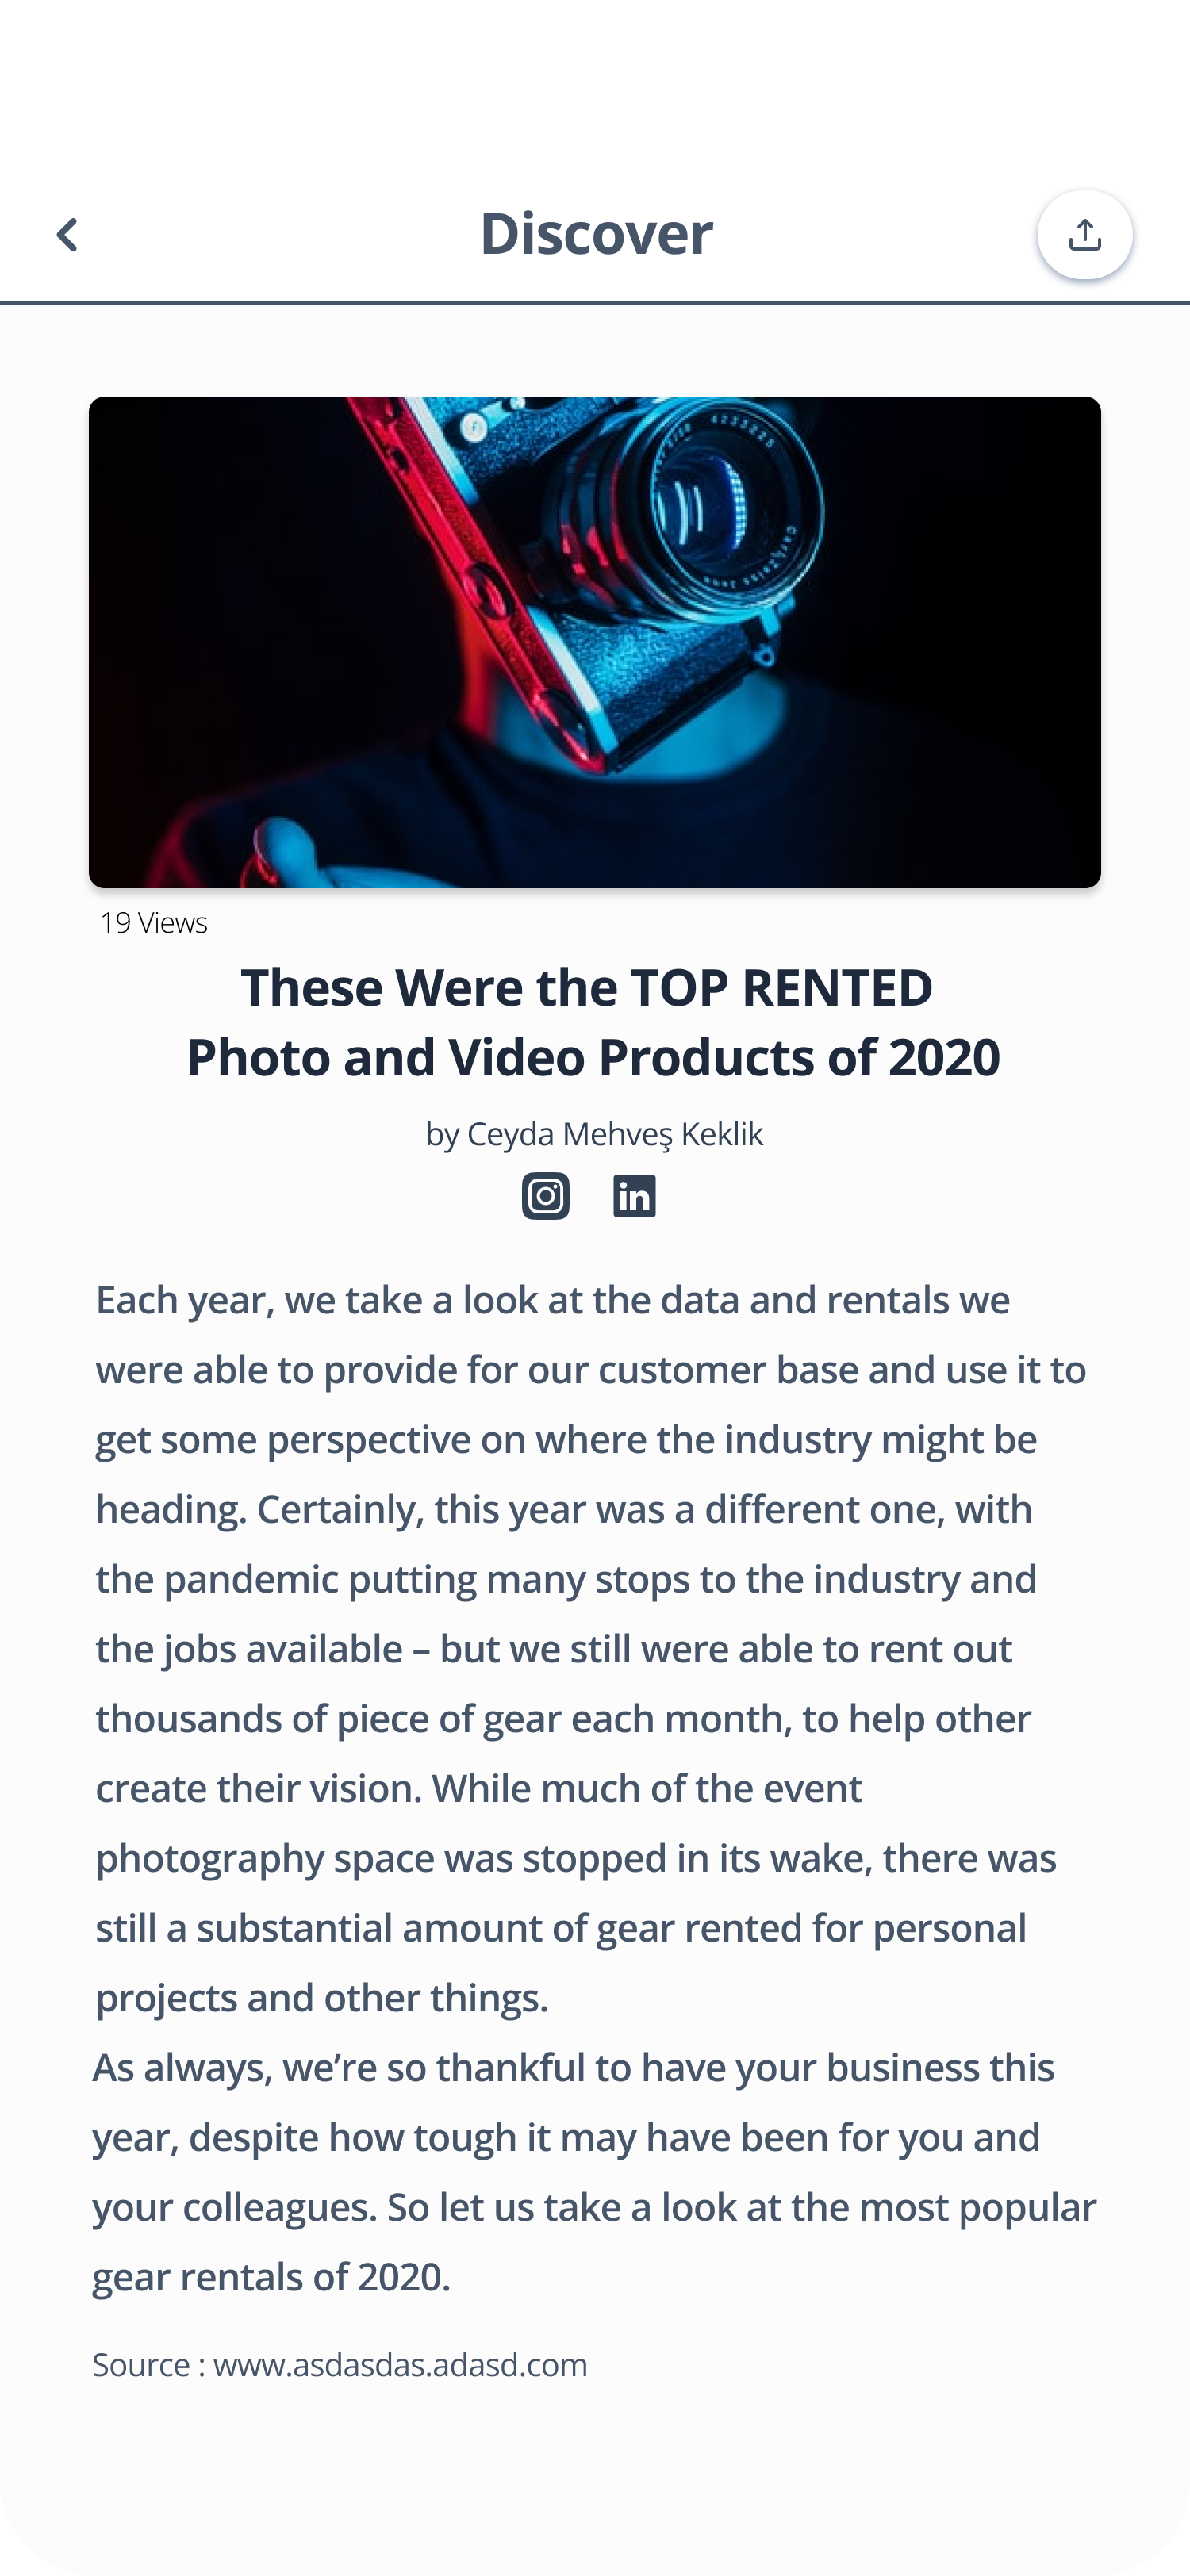 Discover
4233225
Carl Zeiss Jena
19 Views
These Were the TOP RENTED
Photo and Video Products of 2020
by Ceyda Mehveş Keklik
in
Each year, we take a look at the data and rentals we
were able to provide for our customer base and use it to
get some perspective on where the industry might be
heading. Certainly, this year was a different one, with
the pandemic putting many stops to the industry and
the jobs available – but we still were able to rent out
thousands of piece of gear each month, to help other
create their vision. While much of the event
photography space was stopped in its wake, there was
still a substantial amount of gear rented for personal
projects and other things.
As always, we’re so thankful to have your business this
year, despite how tough it may have been for you and
your colleagues. So let us take a look at the most popular
gear rentals of 2020.
Source : www.asdasdas.adasd.com